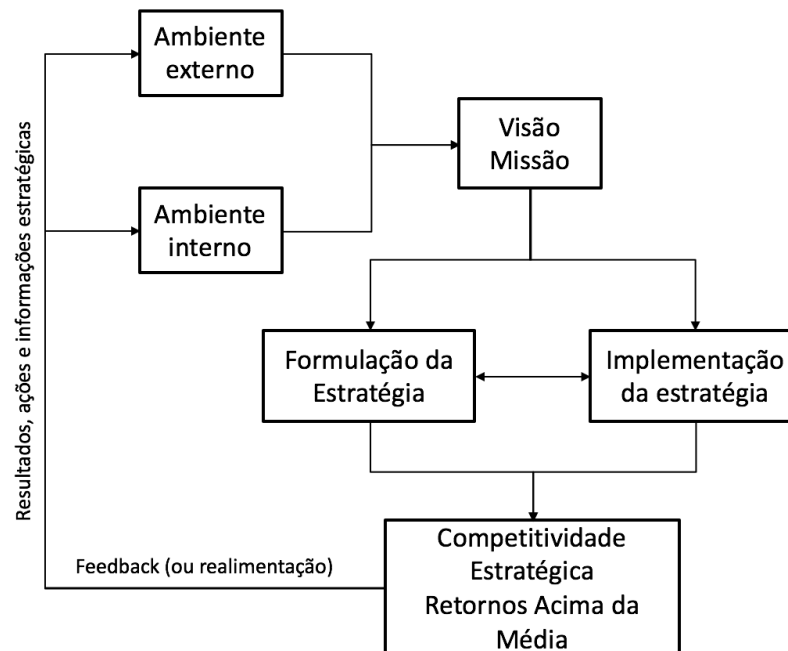 Ambiente
externo
Visão
Missão
Ambiente
interno
Resultados, ações e informações estratégicas
Formulação da
Estratégia
Implementação
da estratégia
Competitividade
Estratégica
Retornos Acima da
Média
Feedback (ou realimentação)